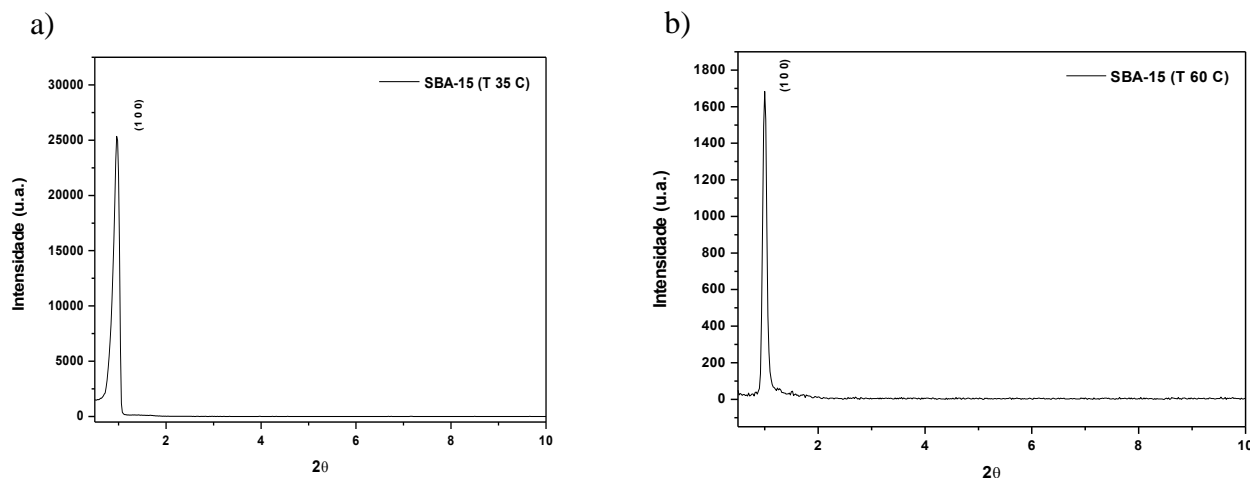 a)
SBA-15 (T 35 C)
(1 0 0)
30000
25000
20000
15000
10000
5000
0
2
4
6
8
10
Intensidade (u.a.)
2θ
b)
SBA-15 (T 60 C)
(1 0 0)
1800
1600
1400
1200
1000
800
600
400
200
0
2
4
6
8
10
Intensidade (u.a.)
2θ